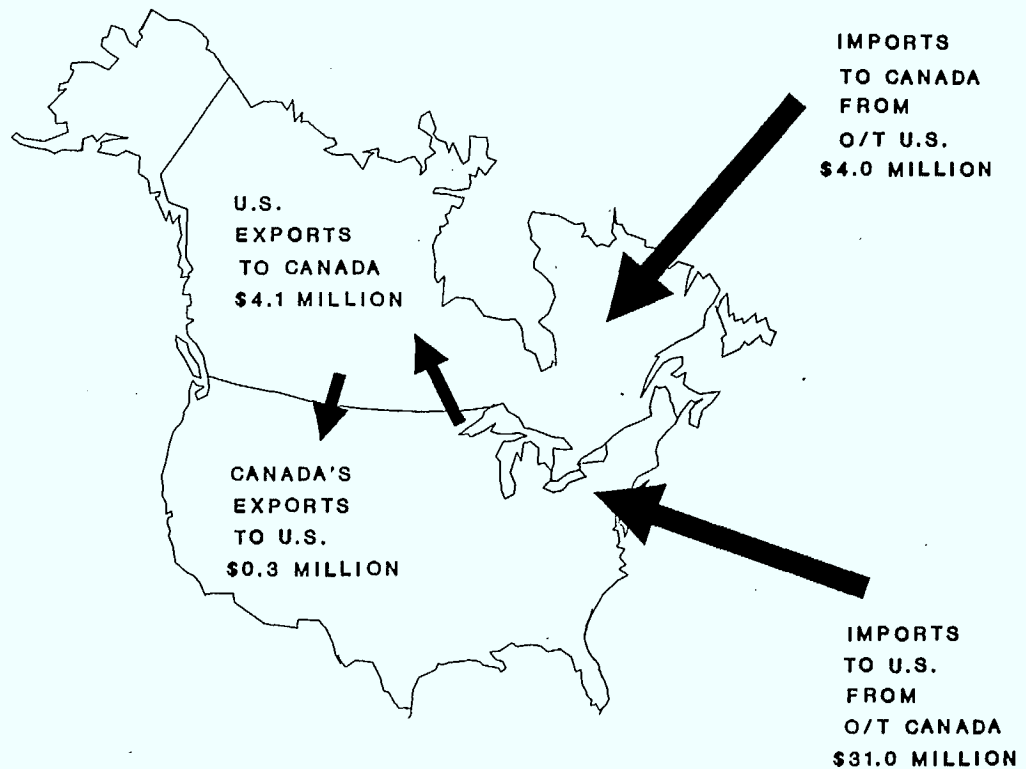 IMPORTS
TO CANADA
FROM
O/T U.S.
$4.0 MILLION
U.S.
EXPORTS
TO CANADA
$4.1 MILLION
CANADA'S
EXPORTS
TO U.S.
$0.3 MILLION
IMPORTS
TO U.S.
FROM
O/T CANADA
$31.0 MILLION